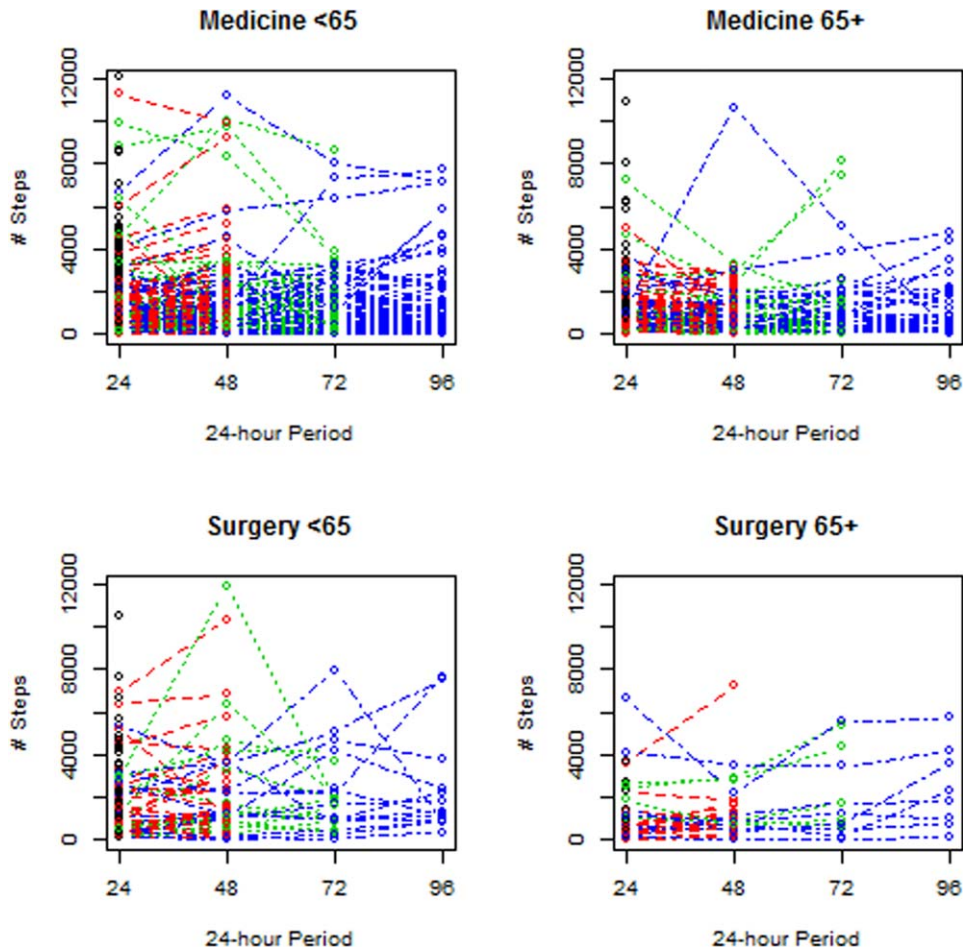 Medicine <65
# Steps
12000
8000
4000
0
24 48 72 96
24-hour Period
Medicine 65+
# Steps
12000
8000
4000
0
24 48 72 96
24-hour Period
Surgery <65
# Steps
12000
8000
4000
0
24 48 72 96
24-hour Period
Surgery 65+
# Steps
12000
8000
4000
0
24 48 72 96
24-hour Period